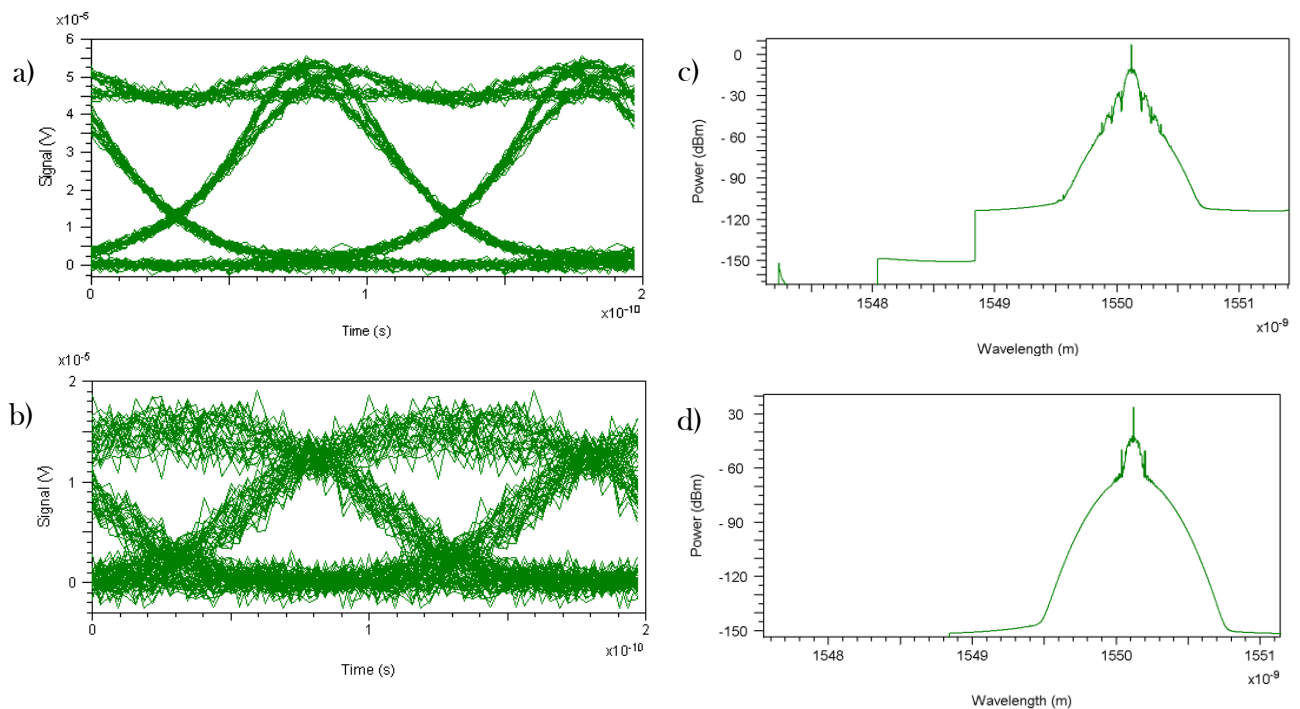 a)
x10⁻⁵
6
5
4
3
2
1
0
Signal (V)
0
1
2
x10⁻¹⁰
Time (s)
b)
x10⁻⁵
2
1
0
Signal (V)
0
1
2
x10⁻¹⁰
Time (s)
c)
0
- 30
- 60
- 90
-120
-150
Power (dBm)
1548
1549
1550
1551
x10⁻⁹
Wavelength (m)
d)
30
- 60
- 90
-120
-150
Power (dBm)
1548
1549
1550
1551
x10⁻⁹
Wavelength (m)